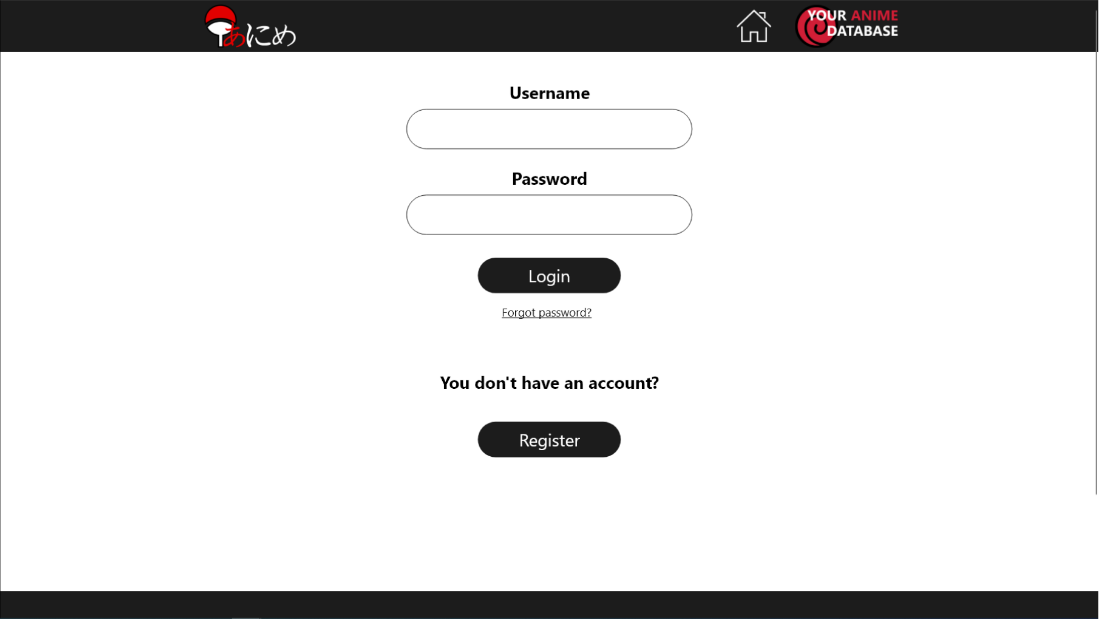 あにめ
YOUR ANIME
DATABASE
Username
Password
Login
Forgot password?
You don't have an account?
Register